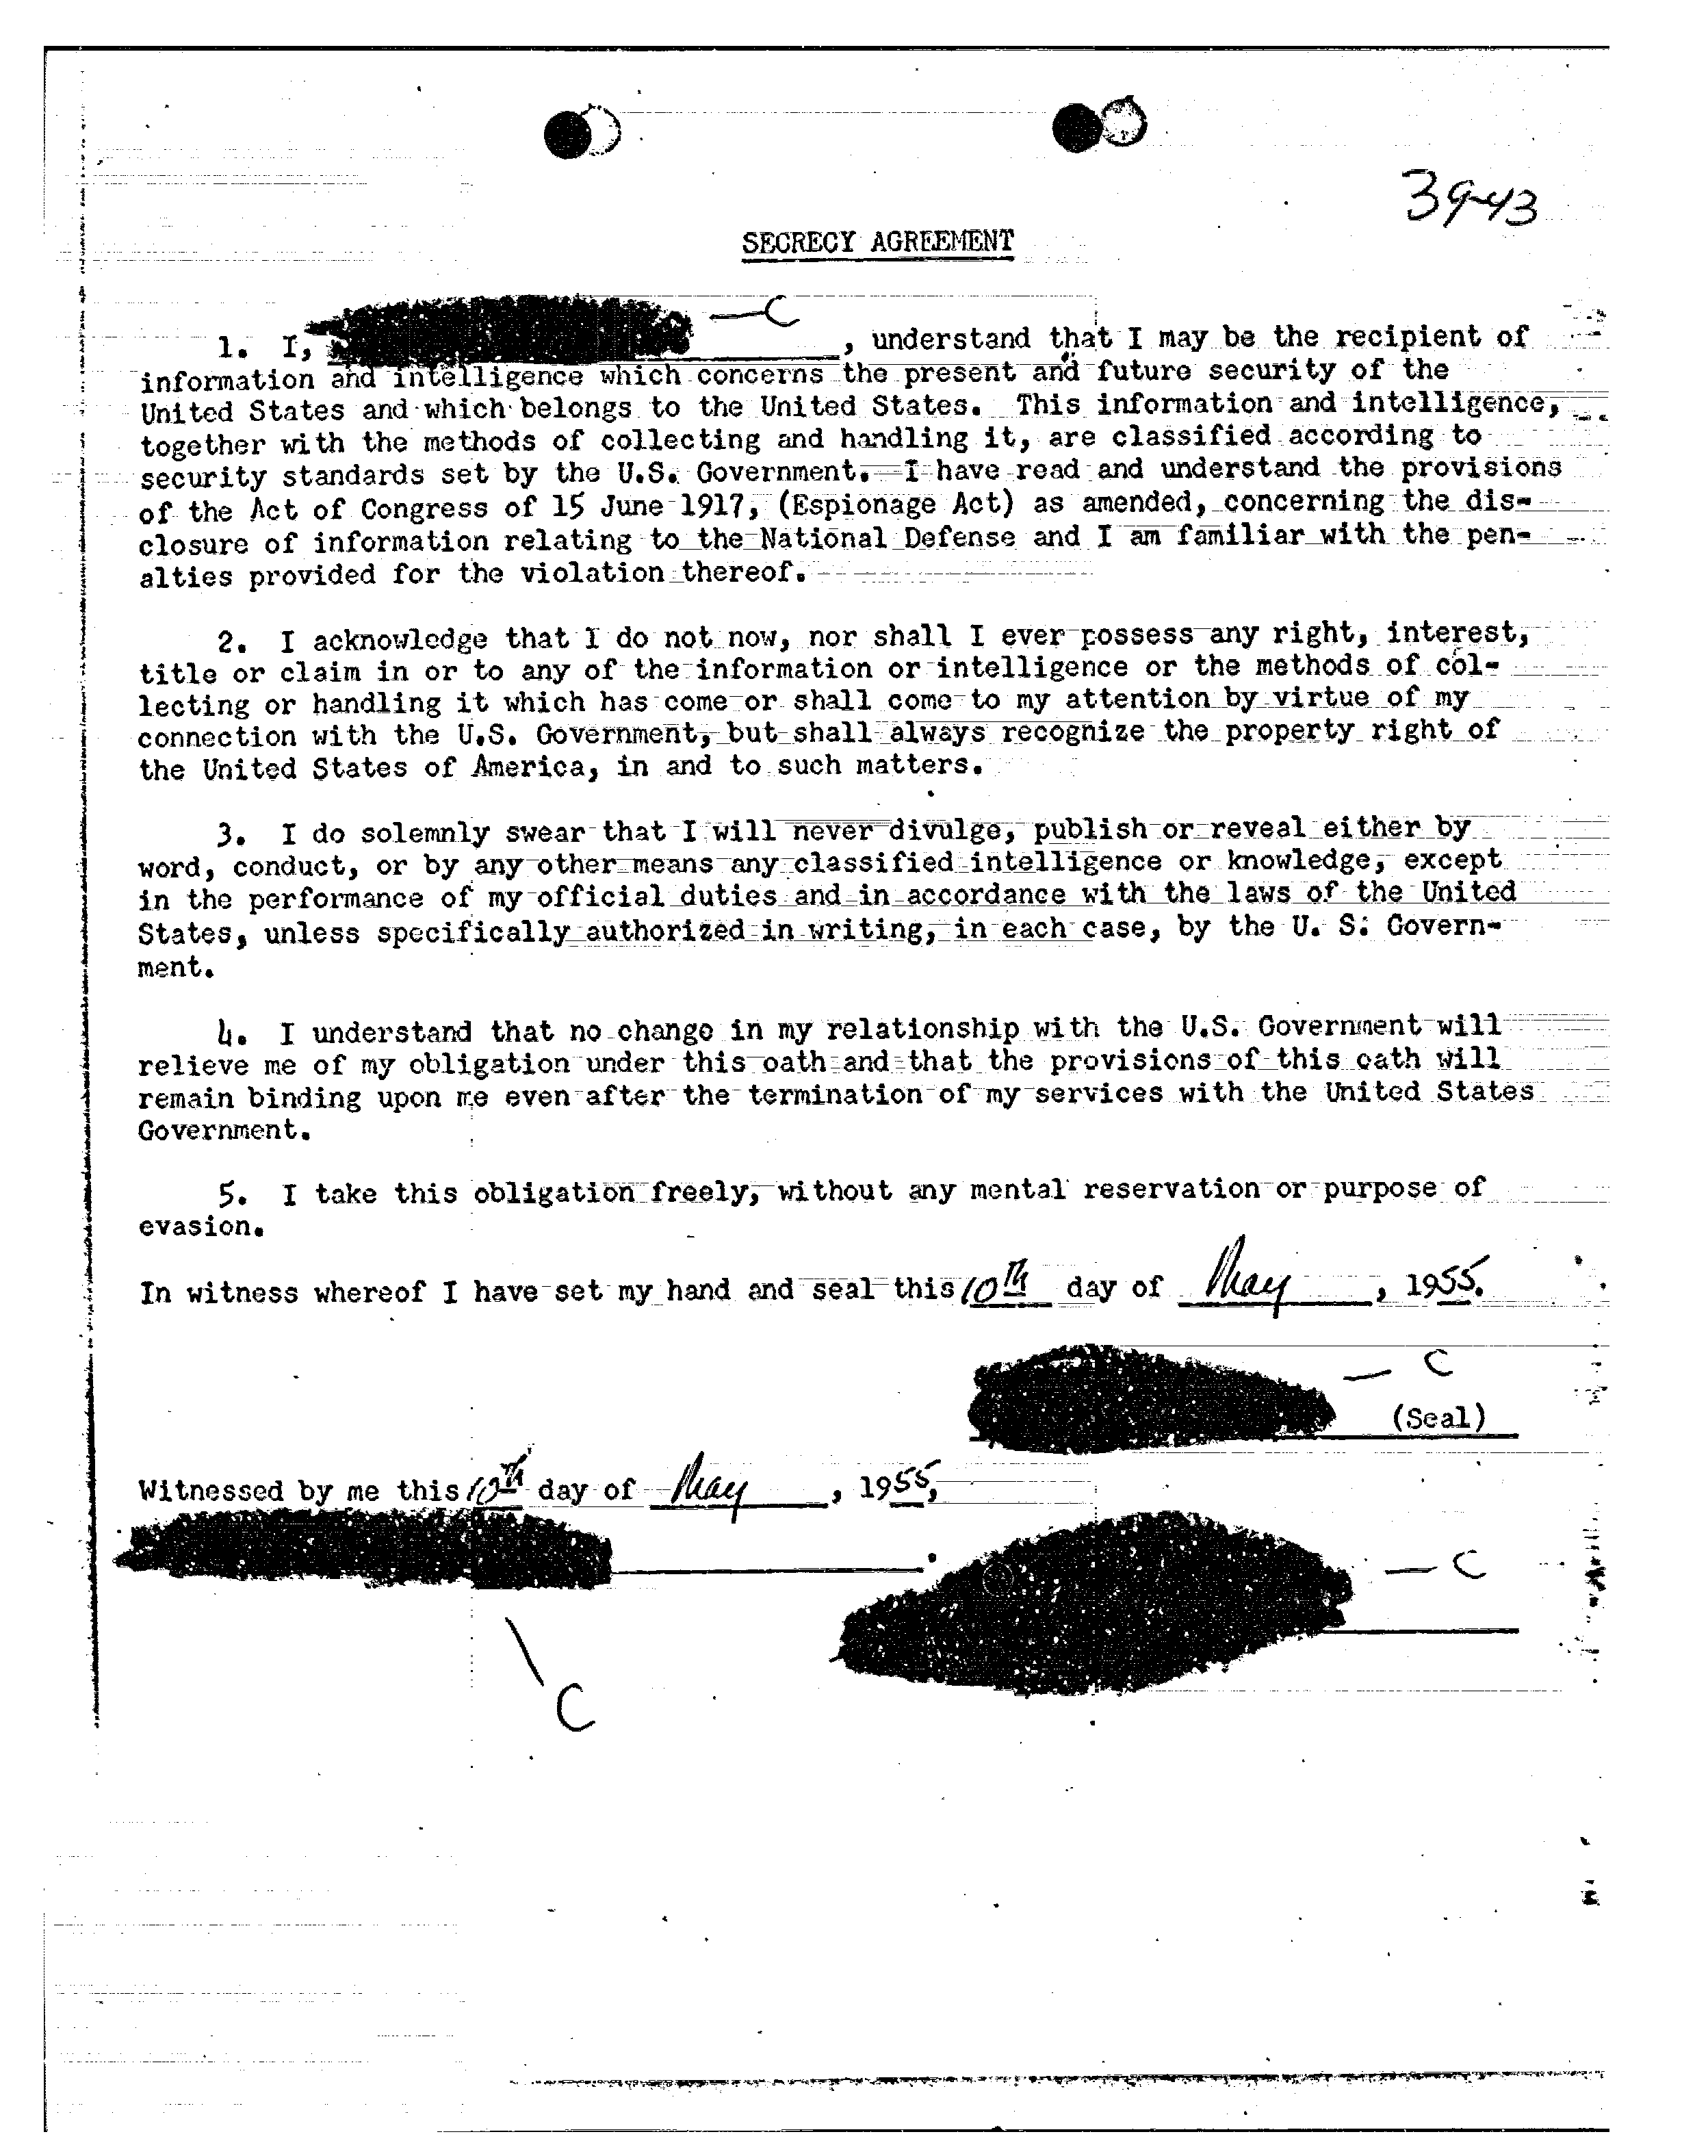 39-43
SECRECY AGREEMENT
C
1. I, , understand that I may be the recipient of
information and intelligence which concerns the present and future security of the
United States and which belongs to the United States. This information and intelligence,
together with the methods of collecting and handling it, are classified according to
security standards set by the U.S. Government. I have read and understand the provisions
of the Act of Congress of 15 June 1917, (Espionage Act) as amended, concerning the dis-
closure of information relating to the National Defense and I am familiar with the pen-
alties provided for the violation thereof.
2. I acknowledge that I do not now, nor shall I ever possess any right, interest,
title or claim in or to any of the information or intelligence or the methods of col-
lecting or handling it which has come or shall come to my attention by virtue of my
connection with the U.S. Government, but shall always recognize the property right of
the United States of America, in and to such matters.
3. I do solemnly swear that I will never divulge, publish or reveal either by
word, conduct, or by any other means any classified intelligence or knowledge, except
in the performance of my official duties and in accordance with the laws of the United
States, unless specifically authorized in writing, in each case, by the U. S. Govern-
ment.
4. I understand that no change in my relationship with the U.S. Government will
relieve me of my obligation under this oath and that the provisions of this oath will
remain binding upon me even after the termination of my services with the United States
Government.
5. I take this obligation freely, without any mental reservation or purpose of
evasion.
In witness whereof I have set my hand and seal this 10th day of May, 1955.
C
(Seal)
Witnessed by me this 10th day of May, 1955,
C
C